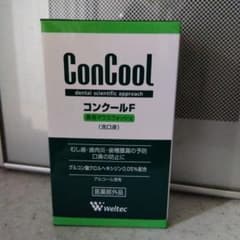 ConCool
dental scientific approach
コンクールF
薬用マウスウォッシュ
(洗口液)
むし歯・歯肉炎・歯槽膿漏の予防
口臭の防止に
グルコン酸クロルヘキシジン0.05%配合
アルコール含有
医薬部外品
Weltec